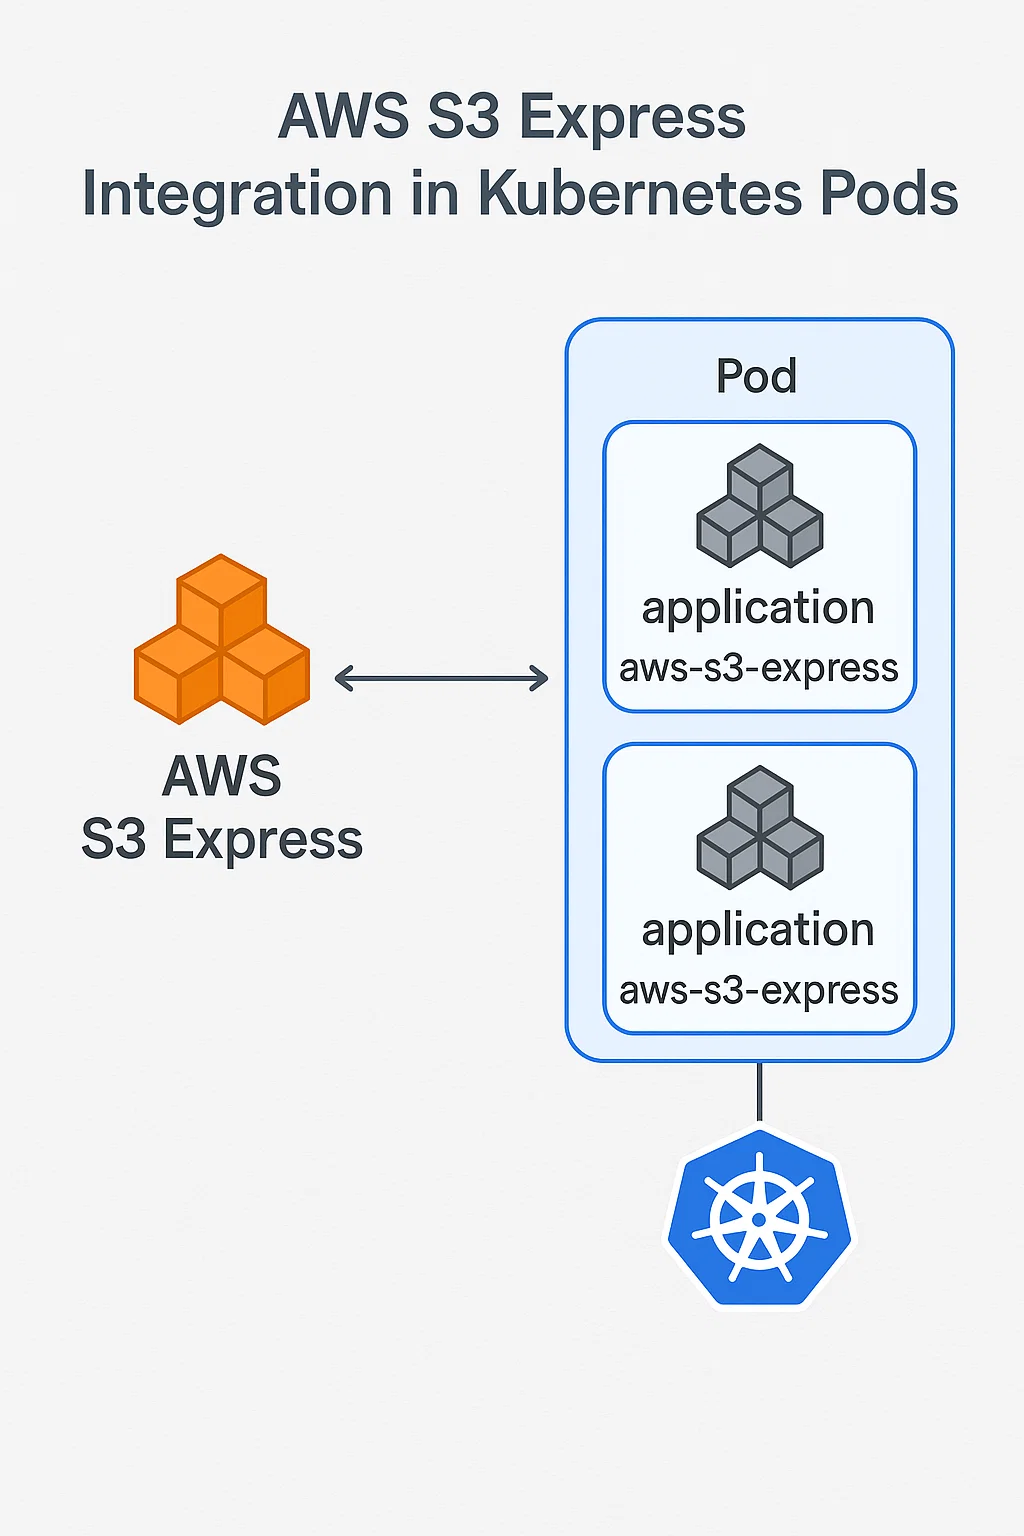 AWS S3 Express
Integration in Kubernetes Pods
Pod
application
aws-s3-express
AWS
S3 Express
application
aws-s3-express